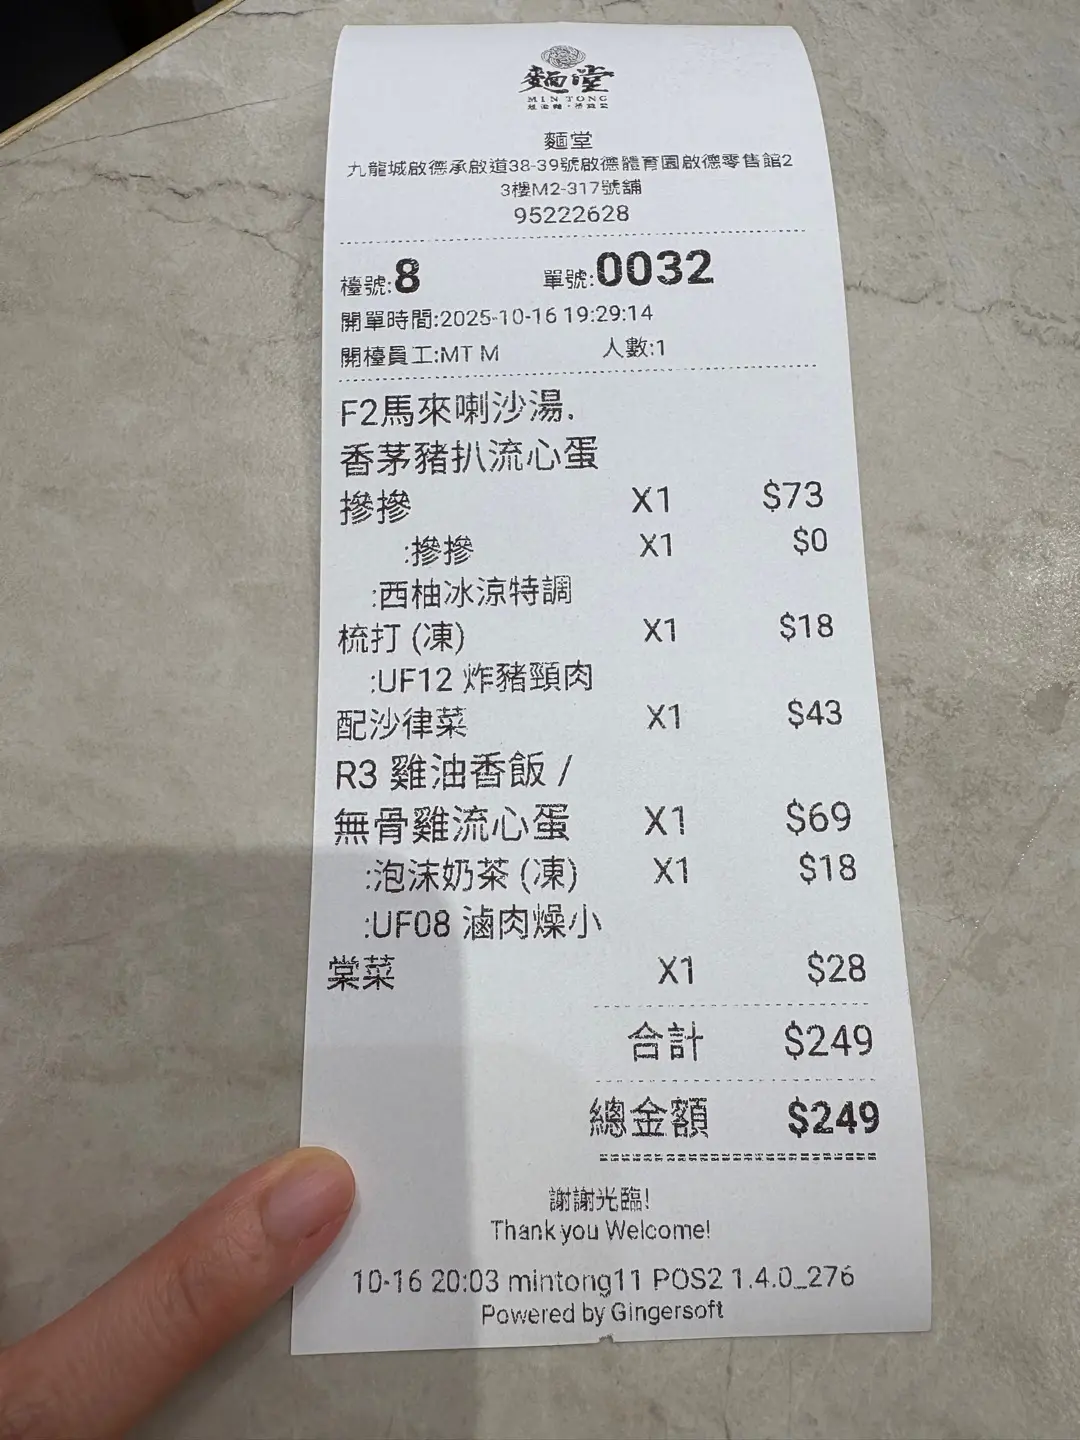 麵堂
MIN TONG
麵堂
九龍城啟德承啟道38-39號啟德體育園啟德零售館2
3樓M2-317號舖
95222628
檯號:8 單號:0032
開單時間:2025-10-16 19:29:14
開檯員工:MT M 人數:1
F2馬來喇沙湯.
香茅豬扒流心蛋
摻摻 X1 $73
:摻摻 X1 $0
:西柚冰涼特調
梳打 (凍) X1 $18
:UF12 炸豬頸肉
配沙律菜 X1 $43
R3 雞油香飯 /
無骨雞流心蛋 X1 $69
:泡沫奶茶 (凍) X1 $18
:UF08 滷肉燥小
棠菜 X1 $28
合計 $249
總金額 $249
謝謝光臨!
Thank you Welcome!
10-16 20:03 mintong11 POS2 1.4.0_276
Powered by Gingersoft